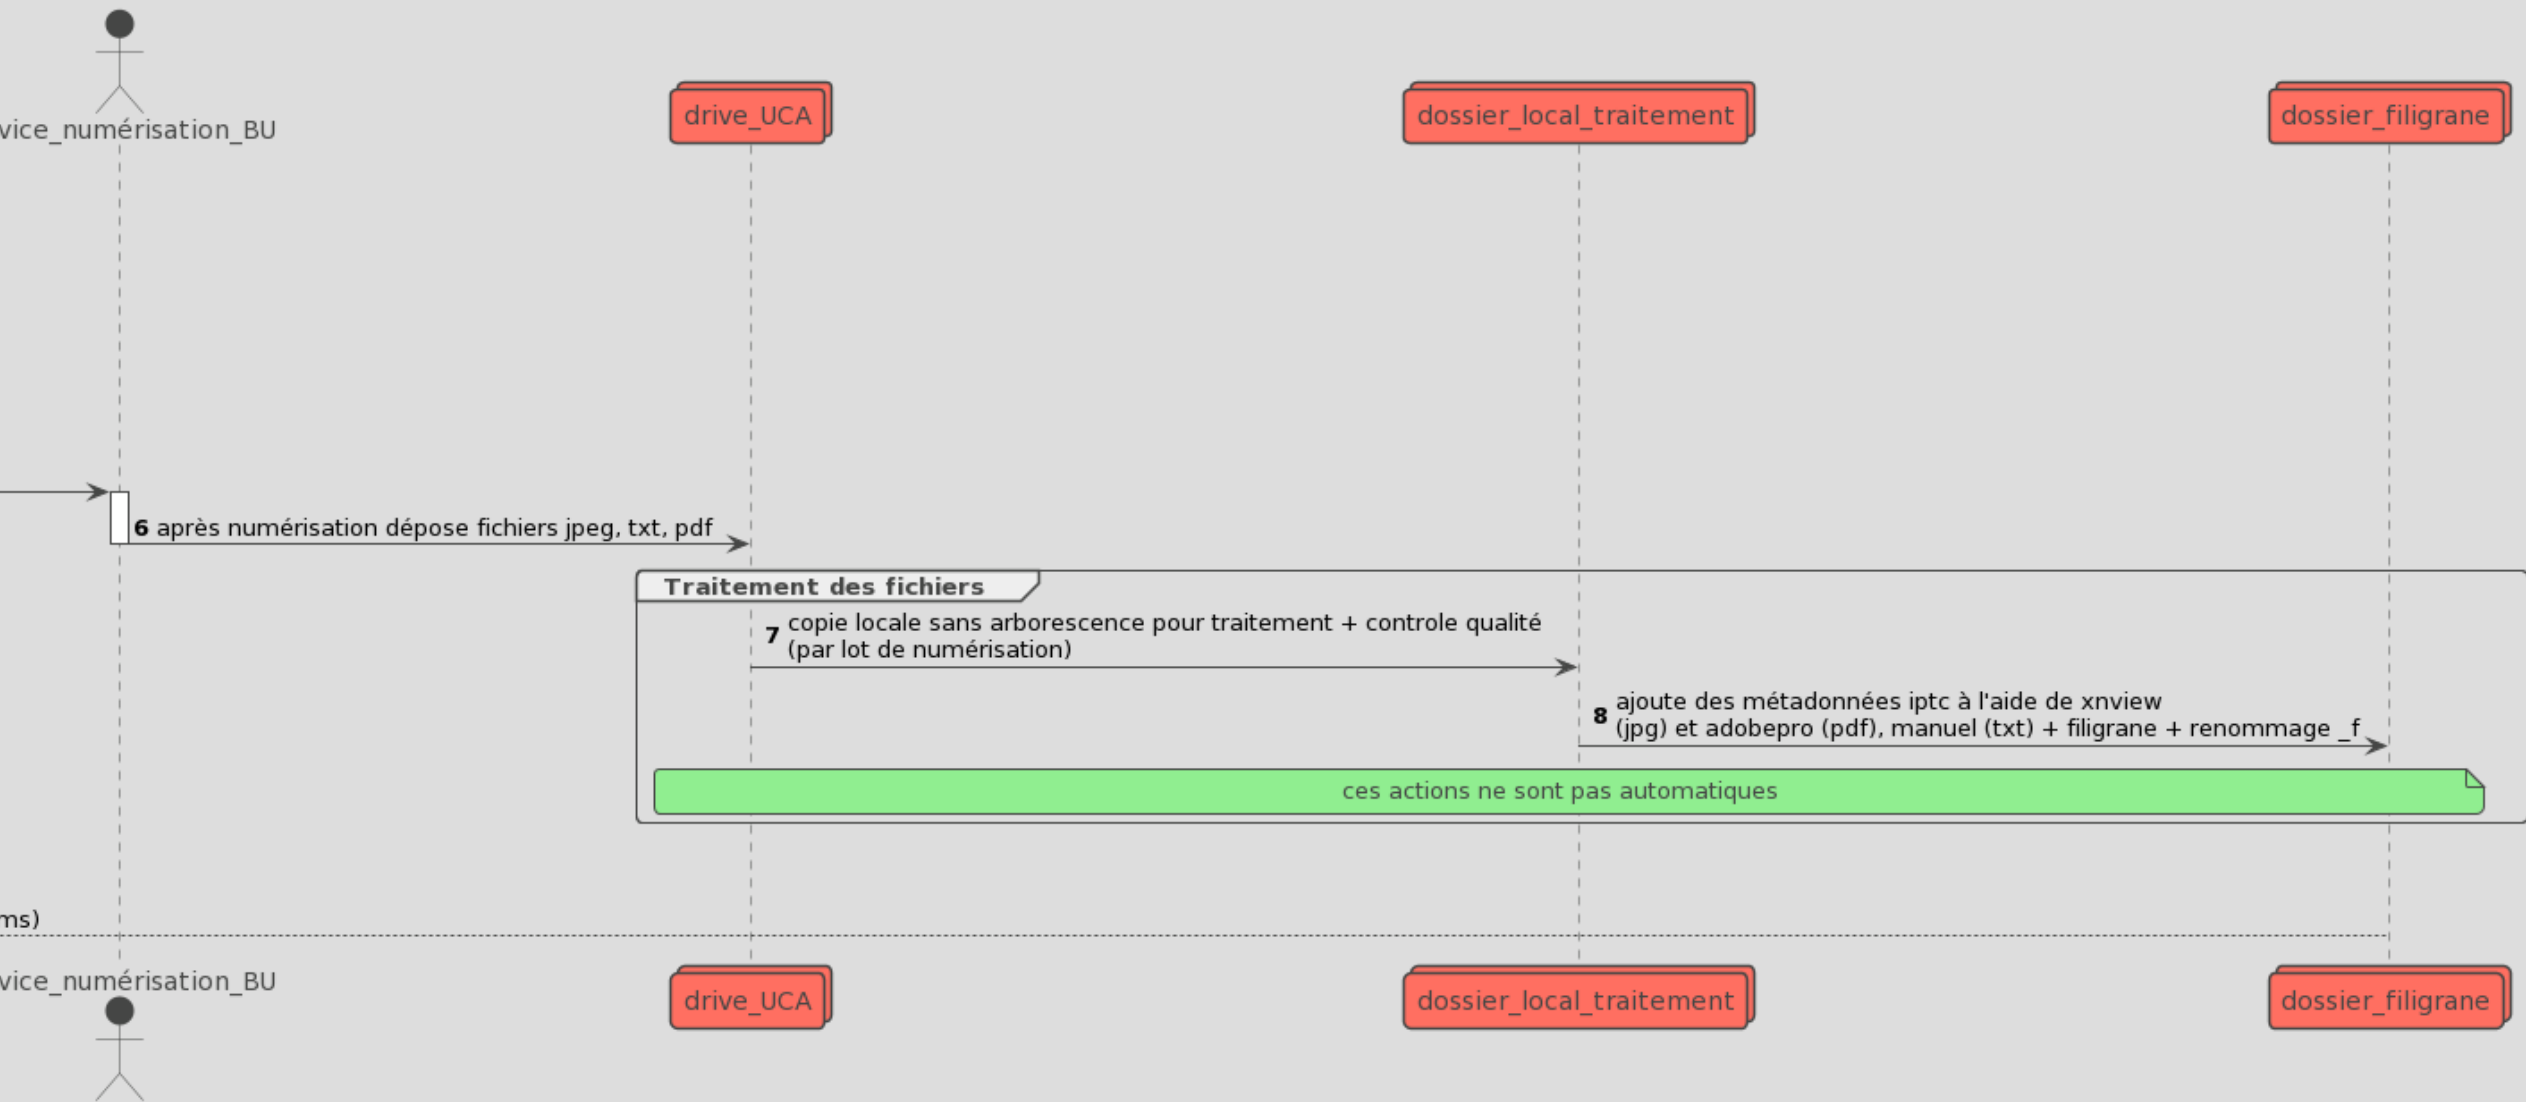 vice_numérisation_BU
drive_UCA
dossier_local_traitement
dossier_filigrane
6 après numérisation dépose fichiers jpeg, txt, pdf
Traitement des fichiers
7 copie locale sans arborescence pour traitement + controle qualité
(par lot de numérisation)
8 ajoute des métadonnées iptc à l'aide de xnview
(jpg) et adobepro (pdf), manuel (txt) + filigrane + renommage _f
ces actions ne sont pas automatiques
ms)
vice_numérisation_BU
drive_UCA
dossier_local_traitement
dossier_filigrane